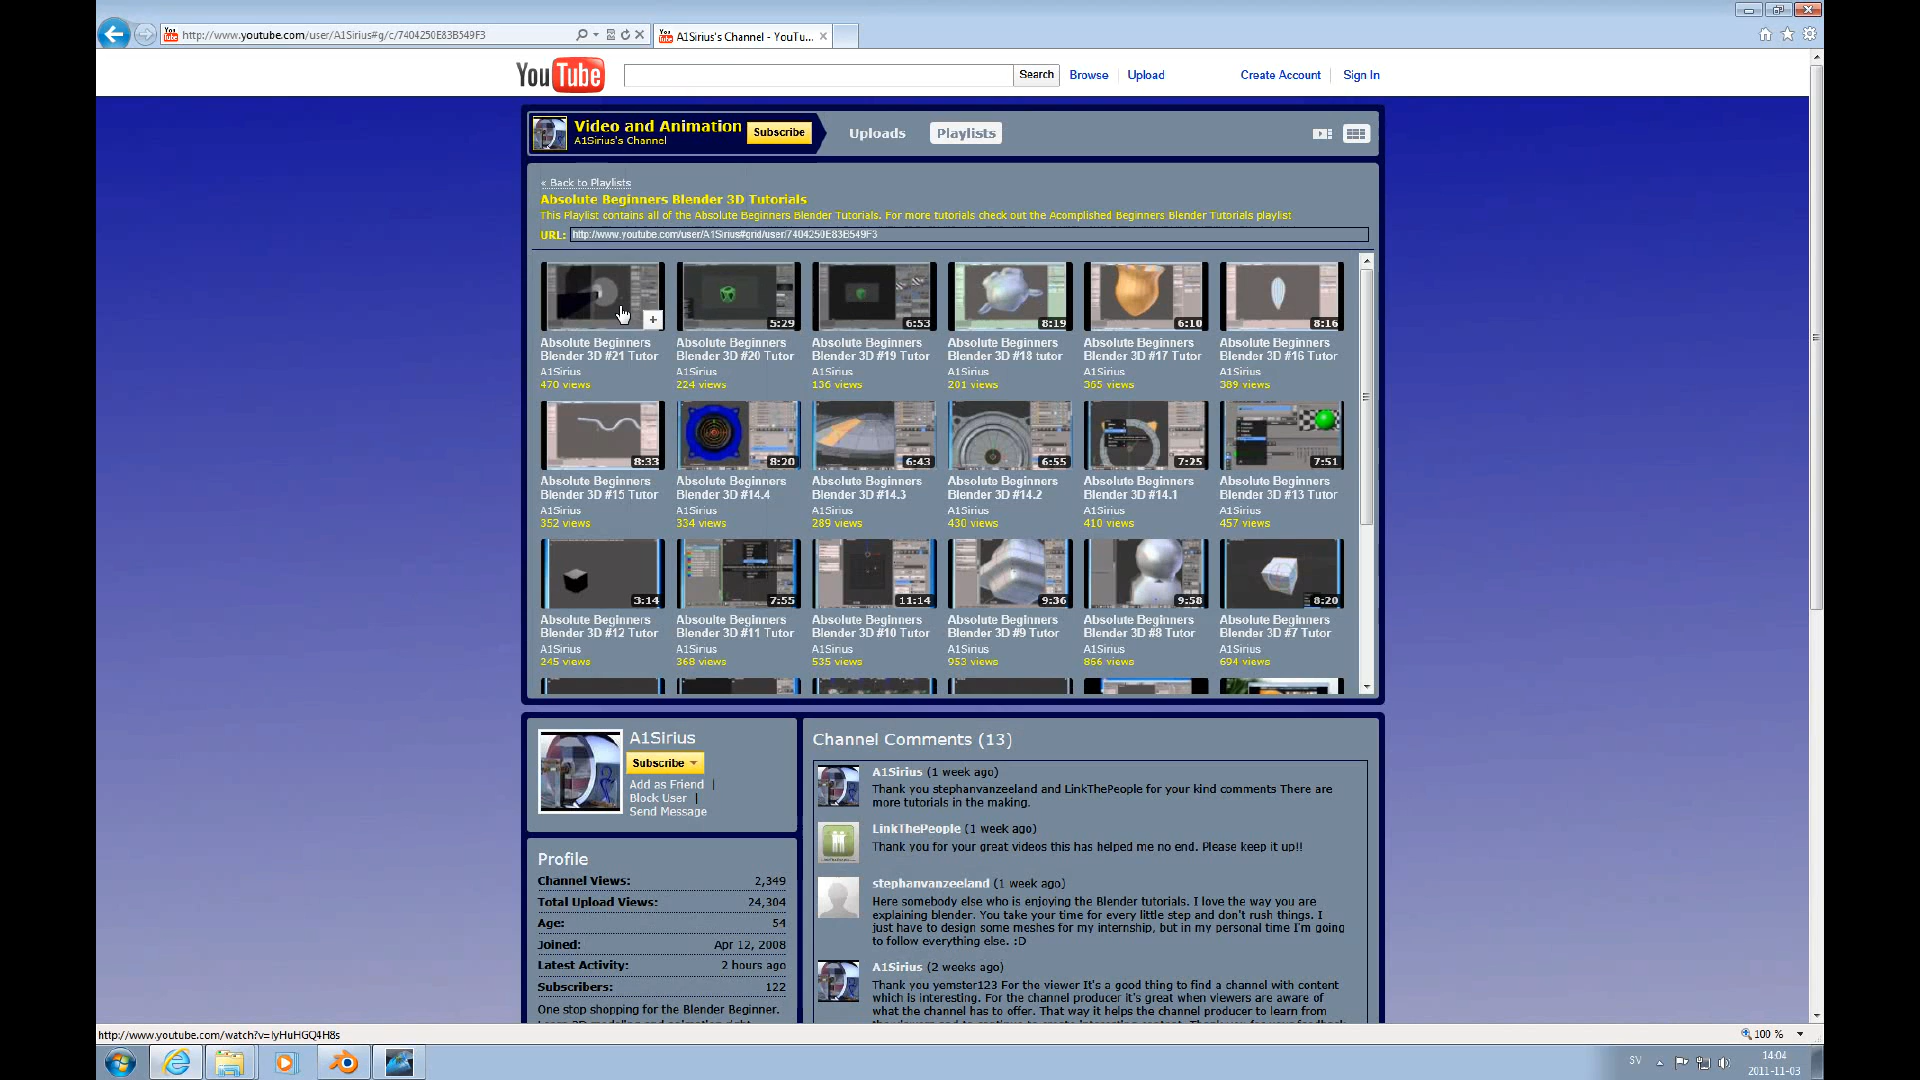 http://www.youtube.com/user/A1Sirius#g/c/7404250E83B549F3
A1Sirius's Channel - YouTu...
YouTube
Search
Browse
Upload
Create Account
Sign In
Video and Animation
A1Sirius's Channel
Subscribe
Uploads
Playlists
« Back to Playlists
Absolute Beginners Blender 3D Tutorials
This Playlist contains all of the Absolute Beginners Blender Tutorials. For more tutorials check out the Acomplished Beginners Blender Tutorials playlist
URL: http://www.youtube.com/user/A1Sirius#grid/user/7404250E83B549F3
5:29 6:53 8:19 6:10 8:16
Absolute Beginners Absolute Beginners Absolute Beginners Absolute Beginners Absolute Beginners Absolute Beginners
Blender 3D #21 Tutor Blender 3D #20 Tutor Blender 3D #19 Tutor Blender 3D #18 tutor Blender 3D #17 Tutor Blender 3D #16 Tutor
A1Sirius A1Sirius A1Sirius A1Sirius A1Sirius A1Sirius
470 views 224 views 136 views 201 views 365 views 389 views
8:33 8:20 6:43 6:55 7:25 7:51
Absolute Beginners Absolute Beginners Absolute Beginners Absolute Beginners Absolute Beginners Absolute Beginners
Blender 3D #15 Tutor Blender 3D #14.4 Blender 3D #14.3 Blender 3D #14.2 Blender 3D #14.1 Blender 3D #13 Tutor
A1Sirius A1Sirius A1Sirius A1Sirius A1Sirius A1Sirius
352 views 334 views 289 views 430 views 410 views 457 views
3:14 7:55 11:14 9:36 9:58 8:20
Absolute Beginners Absoulte Beginners Absolute Beginners Absolute Beginners Absolute Beginners Absolute Beginners
Blender 3D #12 Tutor Blender 3D #11 Tutor Blender 3D #10 Tutor Blender 3D #9 Tutor Blender 3D #8 Tutor Blender 3D #7 Tutor
A1Sirius A1Sirius A1Sirius A1Sirius A1Sirius A1Sirius
245 views 368 views 535 views 953 views 866 views 694 views
A1Sirius
Subscribe
Add as Friend |
Block User |
Send Message
Profile
Channel Views: 2,349
Total Upload Views: 24,304
Age: 54
Joined: Apr 12, 2008
Latest Activity: 2 hours ago
Subscribers: 122
One stop shopping for the Blender Beginner.
Channel Comments (13)
A1Sirius (1 week ago)
Thank you stephanvanzeeland and LinkThePeople for your kind comments There are
more tutorials in the making.
LinkThePeople (1 week ago)
Thank you for your great videos this has helped me no end. Please keep it up!!
stephanvanzeeland (1 week ago)
Here somebody else who is enjoying the Blender tutorials. I love the way you are
explaining blender. You take your time for every little step and don't rush things. I
just have to design some meshes for my internship, but in my personal time I'm going
to follow everything else. :D
A1Sirius (2 weeks ago)
Thank you yemster123 For the viewer It's a good thing to find a channel with content
which is interesting. For the channel producer it's great when viewers are aware of
what the channel has to offer. That way it helps the channel producer to learn from
http://www.youtube.com/watch?v=IyHuHGQ4H8s
100 %
SV
14:04
2011-11-03